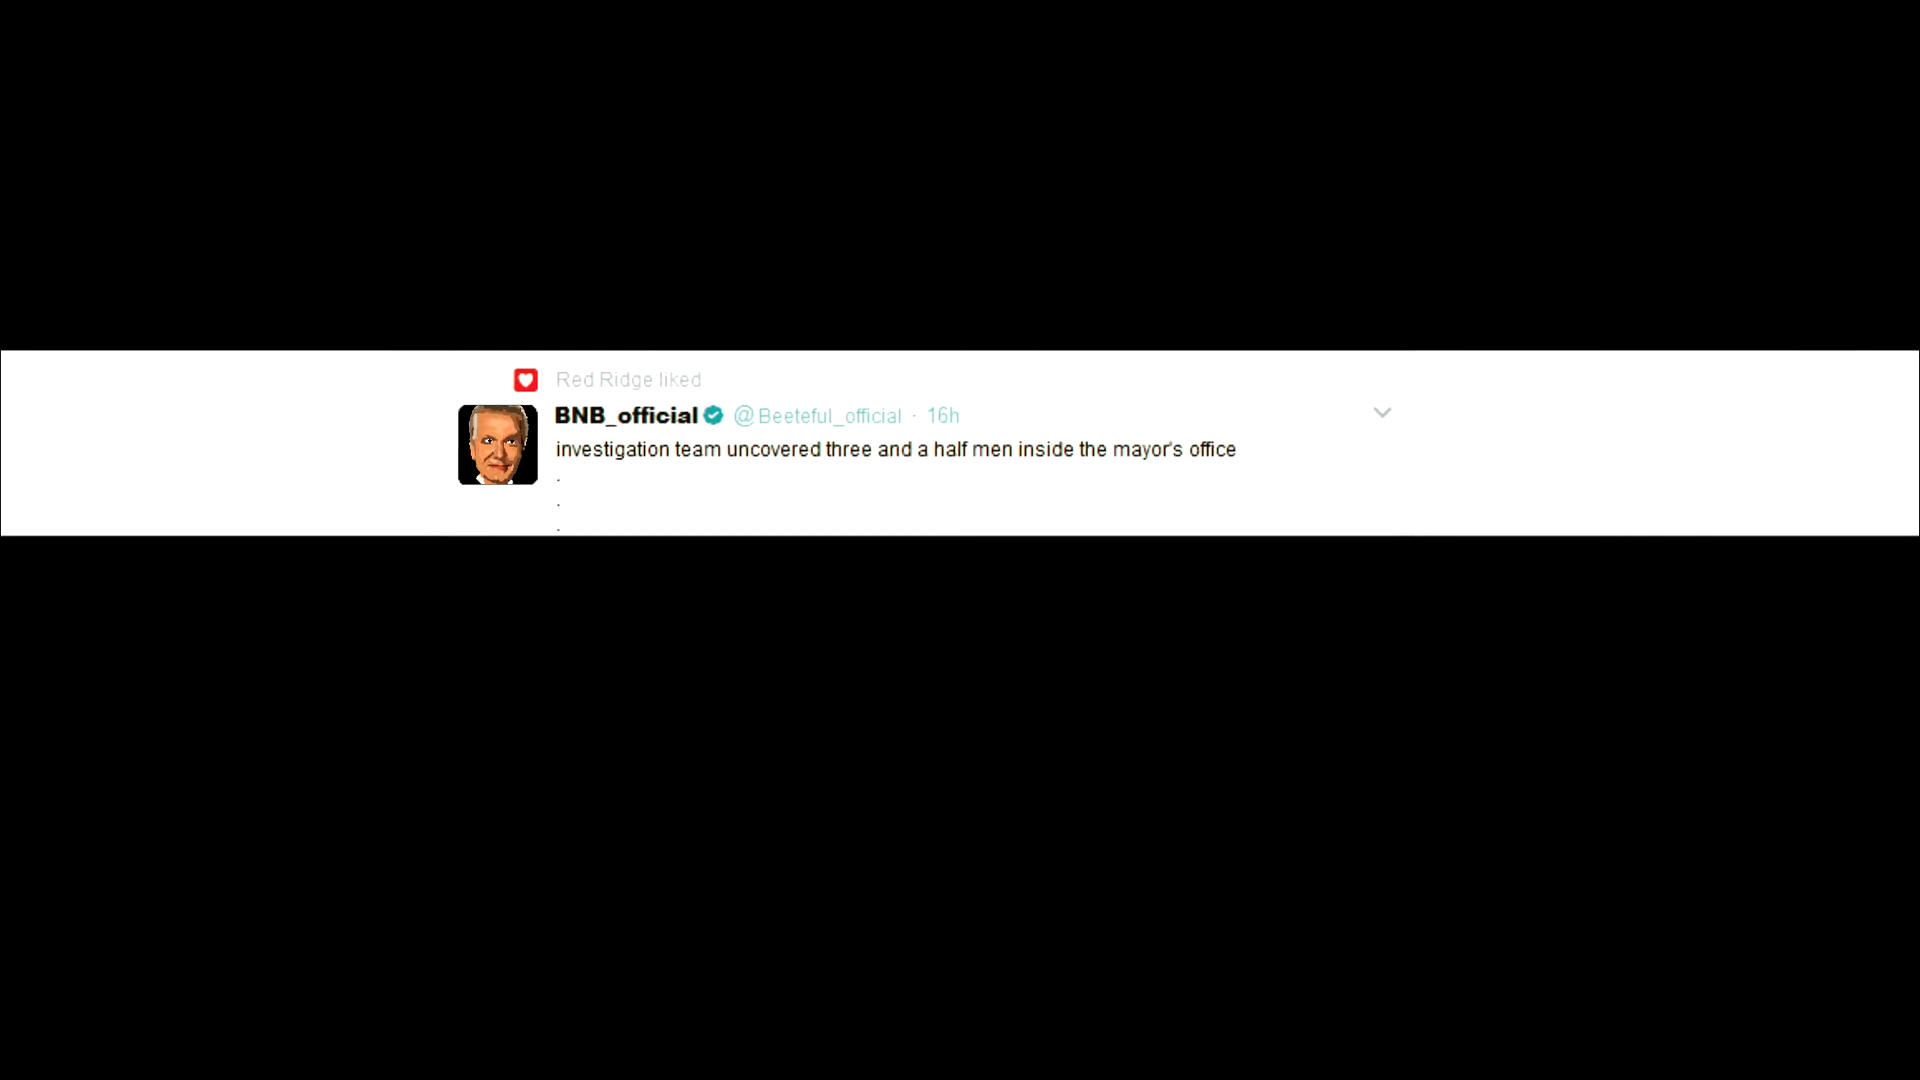 Red Ridge liked
BNB_official @Beeteful_official · 16h
investigation team uncovered three and a half men inside the mayor's office
.
.
.